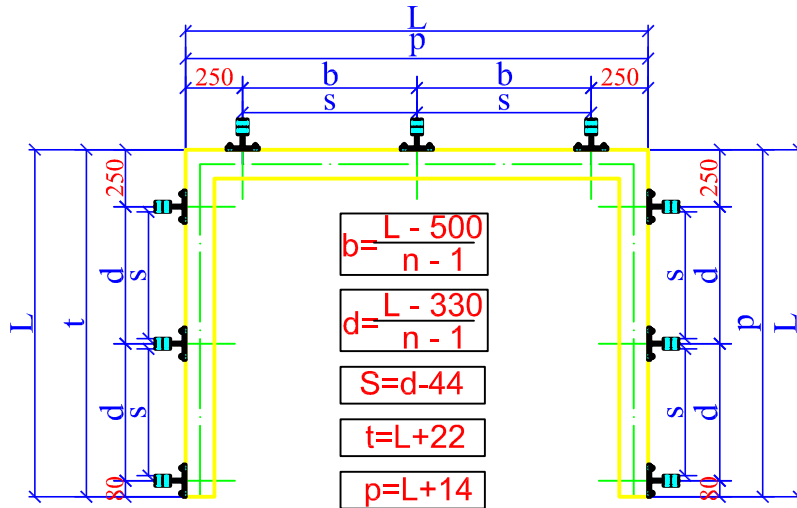 L
p
250 b b 250
s s
250 250
b= L - 500
n - 1
d s s d
L t p L
d= L - 330
n - 1
S=d-44
d s s d
t=L+22
80 80
p=L+14